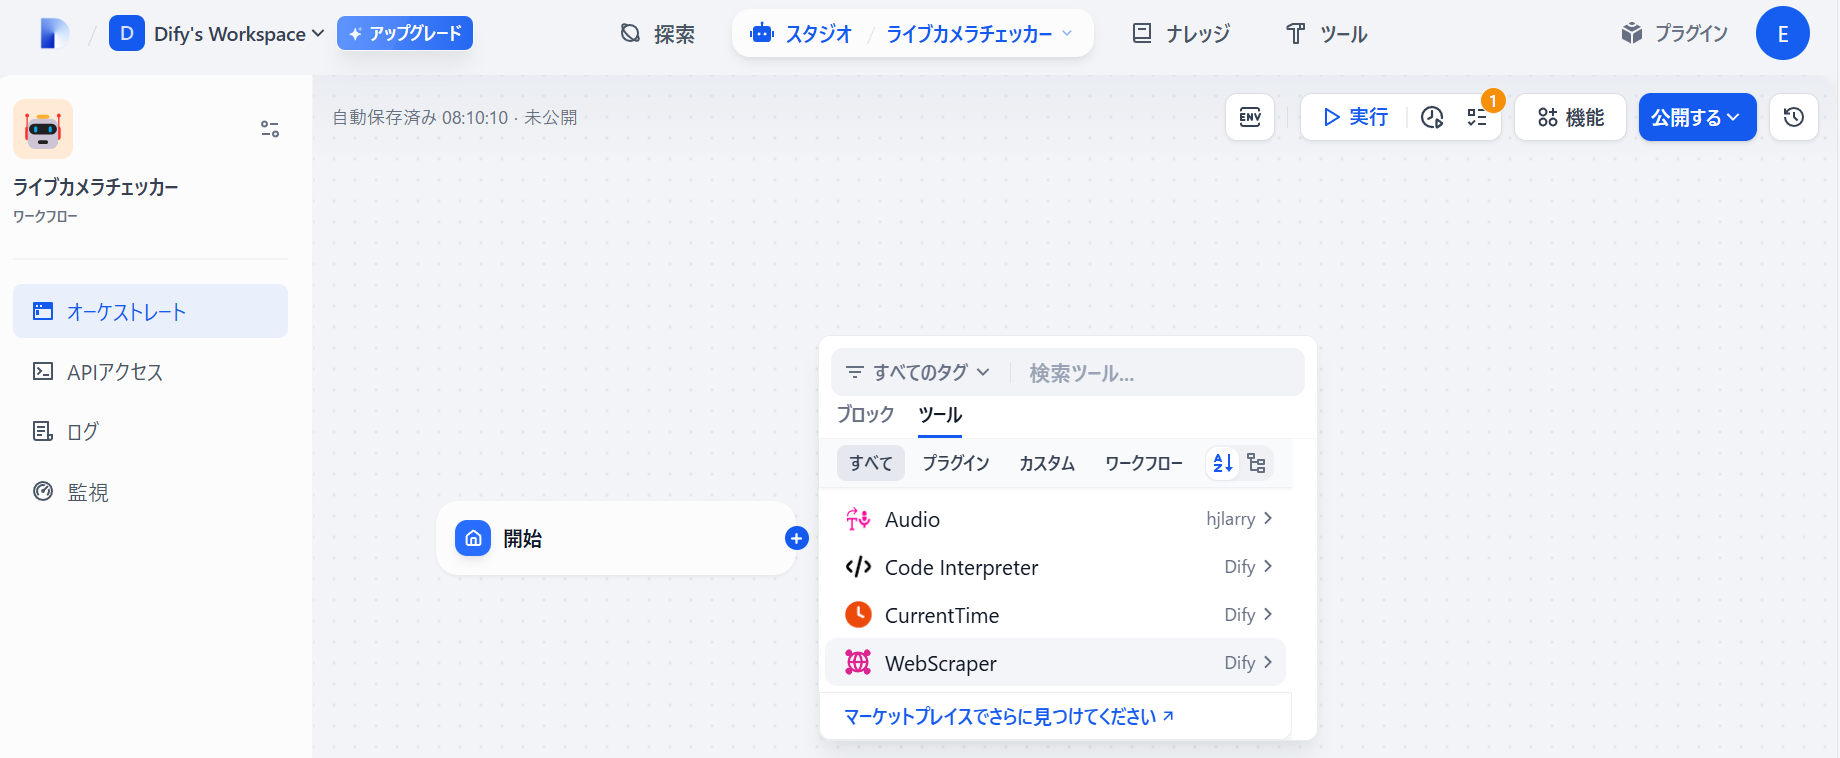 D Dify's Workspace アップグレード 探索 スタジオ / ライブカメラチェッカー ナレッジ ツール プラグイン E
自動保存済み 08:10:10 · 未公開
ENV 実行 1 機能 公開する
ライブカメラチェッカー
ワークフロー
オーケストレート
APIアクセス
ログ
監視
開始
すべてのタグ 検索ツール...
ブロック ツール
すべて プラグイン カスタム ワークフロー AZ
Audio hjlarry
Code Interpreter Dify
CurrentTime Dify
WebScraper Dify
マーケットプレイスでさらに見つけてください